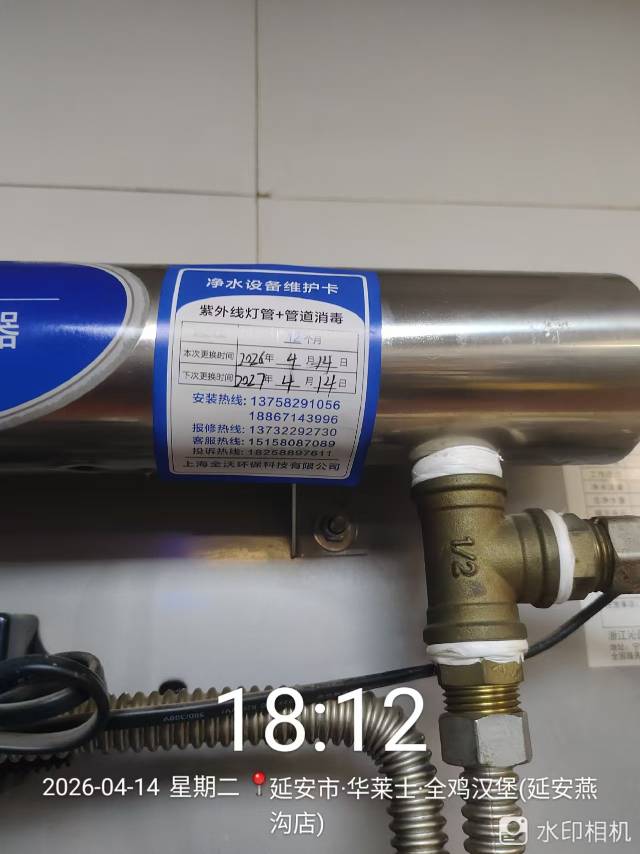 器
净水设备维护卡
紫外线灯管+管道消毒
12个月
本次更换时间 2026年 4月14日
下次更换时间 2027年 4月14日
安装热线: 13758291056
18867143996
报修热线: 13732292730
客服热线: 15158087089
投诉热线: 18258897611
上海全沃环保科技有限公司
1/2
18:12
2026-04-14 星期二 延安市·华莱士·全鸡汉堡(延安燕
沟店)
水印相机